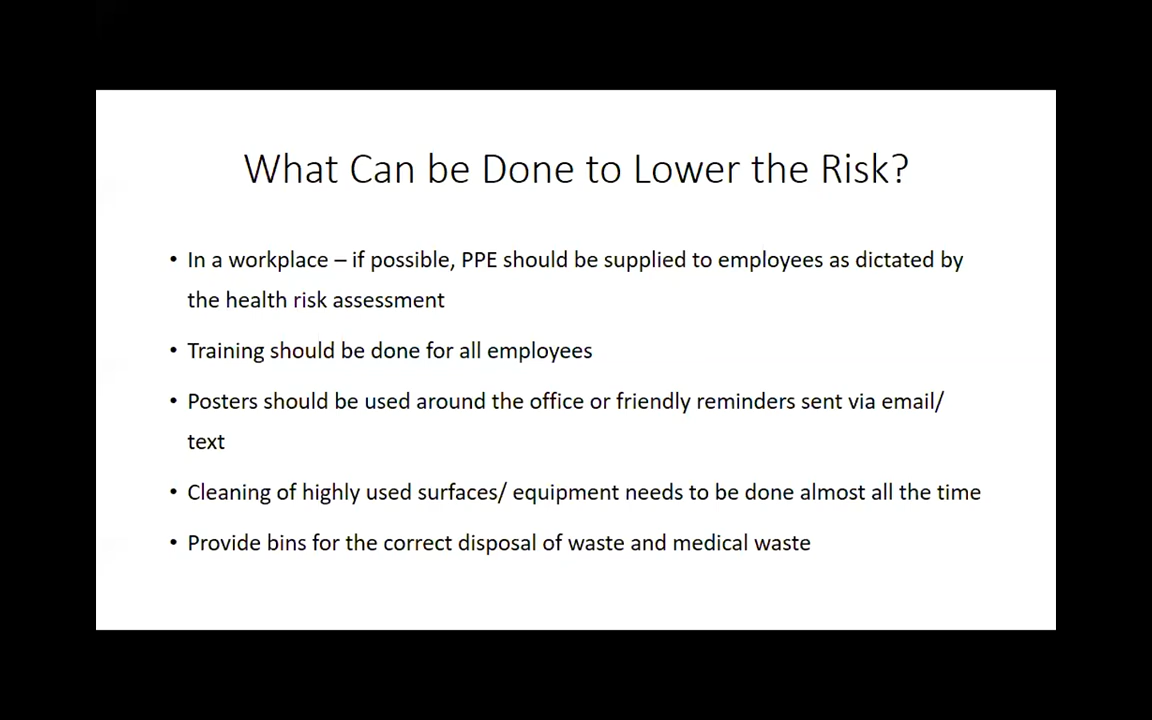 What Can be Done to Lower the Risk?
• In a workplace – if possible, PPE should be supplied to employees as dictated by
the health risk assessment
• Training should be done for all employees
• Posters should be used around the office or friendly reminders sent via email/
text
• Cleaning of highly used surfaces/ equipment needs to be done almost all the time
• Provide bins for the correct disposal of waste and medical waste